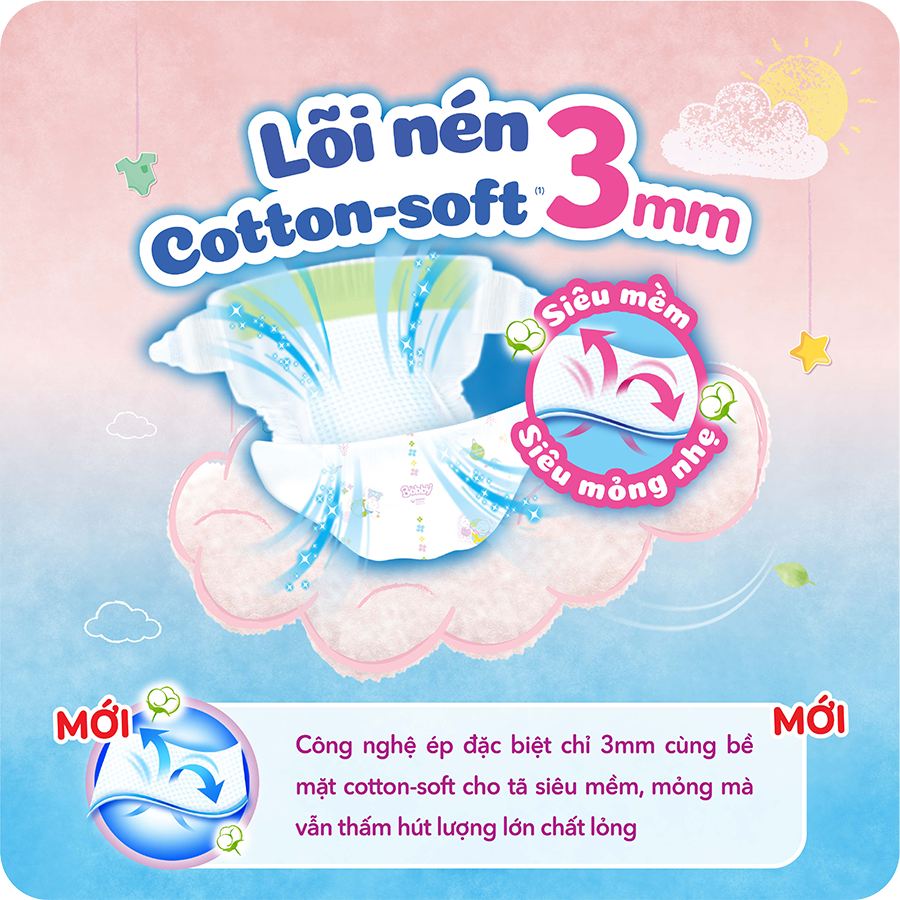 Lõi nén
Cotton-soft (1) 3mm
Siêu mềm
Siêu mỏng nhẹ
Bobby
MỚI
MỚI
Công nghệ ép đặc biệt chỉ 3mm cùng bề
mặt cotton-soft cho tã siêu mềm, mỏng mà
vẫn thấm hút lượng lớn chất lỏng